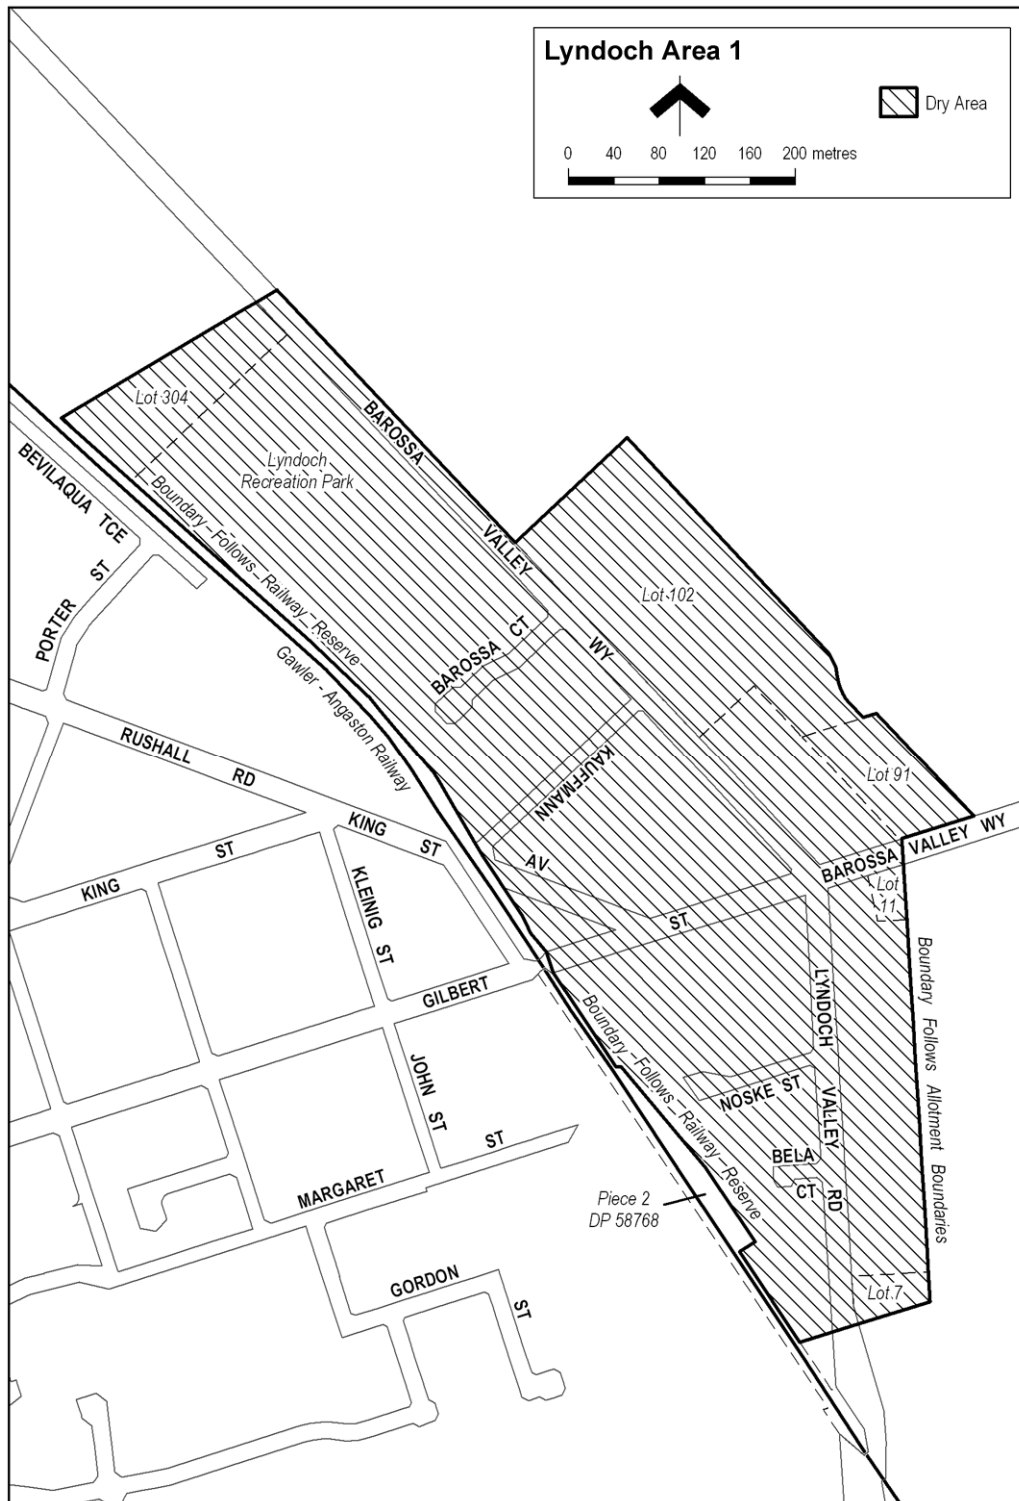 Lyndoch Area 1
Dry Area
0 40 80 120 160 200 metres
Lot 304
Lyndoch
Recreation Park
BAROSSA
VALLEY
WY
BEVILAQUA TCE
Boundary Follows Railway Reserve
PORTER ST
Gawler - Angaston Railway
BAROSSA CT
Lot 102
RUSHALL RD
KAUFFMANN
AV
Lot 91
KING ST
KING ST
BAROSSA VALLEY WY
Lot
11
KLEINIG ST
GILBERT
ST
LYNDOCH
VALLEY
RD
Boundary Follows Allotment Boundaries
Boundary Follows Railway Reserve
JOHN ST
NOSKE ST
BELA
CT
MARGARET ST
Piece 2
DP 58768
GORDON ST
Lot 7